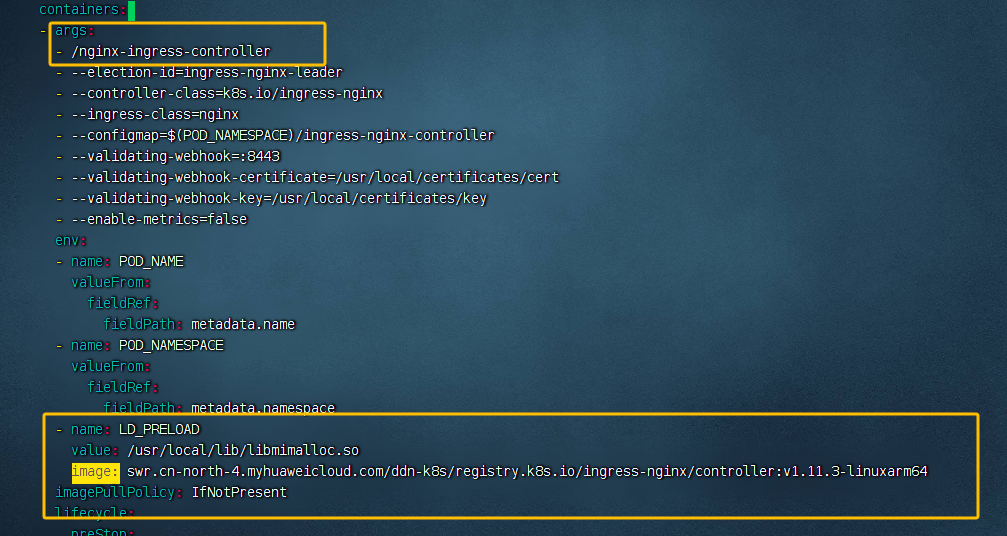 containers:
- args:
- /nginx-ingress-controller
- --election-id=ingress-nginx-leader
- --controller-class=k8s.io/ingress-nginx
- --ingress-class=nginx
- --configmap=$(POD_NAMESPACE)/ingress-nginx-controller
- --validating-webhook=:8443
- --validating-webhook-certificate=/usr/local/certificates/cert
- --validating-webhook-key=/usr/local/certificates/key
- --enable-metrics=false
env:
- name: POD_NAME
valueFrom:
fieldRef:
fieldPath: metadata.name
- name: POD_NAMESPACE
valueFrom:
fieldRef:
fieldPath: metadata.namespace
- name: LD_PRELOAD
value: /usr/local/lib/libmimalloc.so
image: swr.cn-north-4.myhuaweicloud.com/ddn-k8s/registry.k8s.io/ingress-nginx/controller:v1.11.3-linuxarm64
imagePullPolicy: IfNotPresent
lifecycle:
preStop: